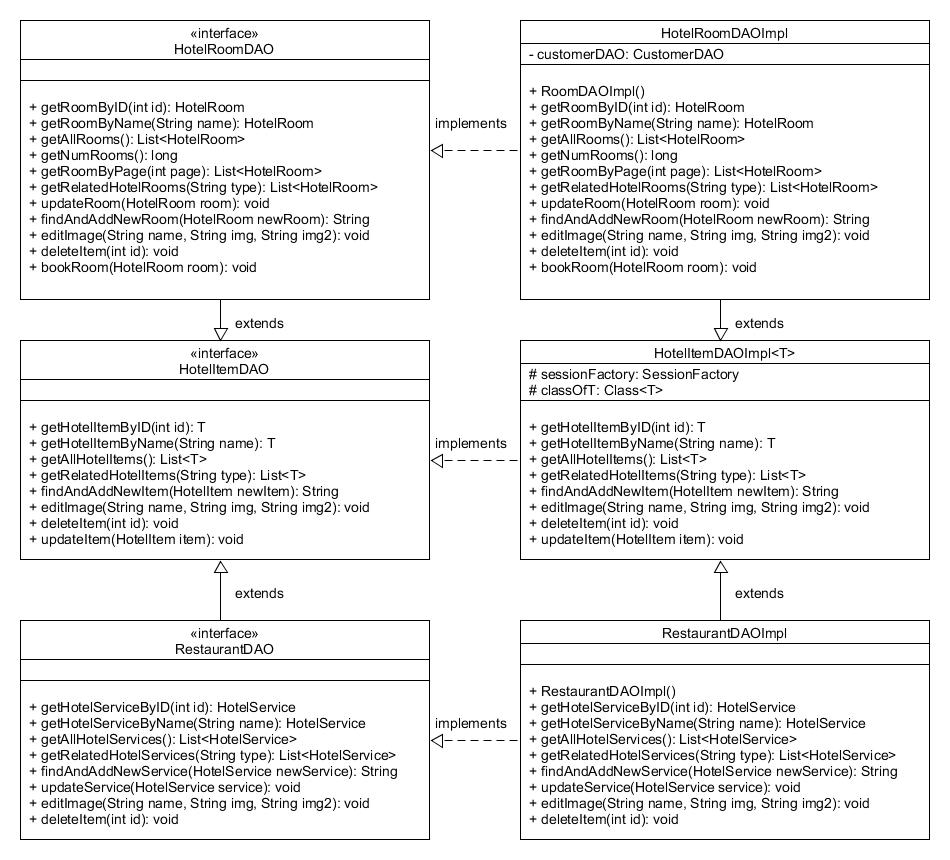 «interface»
HotelRoomDAO
+ getRoomByID(int id): HotelRoom
+ getRoomByName(String name): HotelRoom
+ getAllRooms(): List<HotelRoom>
+ getNumRooms(): long
+ getRoomByPage(int page): List<HotelRoom>
+ getRelatedHotelRooms(String type): List<HotelRoom>
+ updateRoom(HotelRoom room): void
+ findAndAddNewRoom(HotelRoom newRoom): String
+ editImage(String name, String img, String img2): void
+ deleteItem(int id): void
+ bookRoom(HotelRoom room): void
implements
HotelRoomDAOImpl
- customerDAO: CustomerDAO
+ RoomDAOImpl()
+ getRoomByID(int id): HotelRoom
+ getRoomByName(String name): HotelRoom
+ getAllRooms(): List<HotelRoom>
+ getNumRooms(): long
+ getRoomByPage(int page): List<HotelRoom>
+ getRelatedHotelRooms(String type): List<HotelRoom>
+ updateRoom(HotelRoom room): void
+ findAndAddNewRoom(HotelRoom newRoom): String
+ editImage(String name, String img, String img2): void
+ deleteItem(int id): void
+ bookRoom(HotelRoom room): void
extends
extends
«interface»
HotelItemDAO
+ getHotelItemByID(int id): T
+ getHotelItemByName(String name): T
+ getAllHotelItems(): List<T>
+ getRelatedHotelItems(String type): List<T>
+ findAndAddNewItem(HotelItem newItem): String
+ editImage(String name, String img, String img2): void
+ deleteItem(int id): void
+ updateItem(HotelItem item): void
implements
HotelItemDAOImpl<T>
# sessionFactory: SessionFactory
# classOfT: Class<T>
+ getHotelItemByID(int id): T
+ getHotelItemByName(String name): T
+ getAllHotelItems(): List<T>
+ getRelatedHotelItems(String type): List<T>
+ findAndAddNewItem(HotelItem newItem): String
+ editImage(String name, String img, String img2): void
+ deleteItem(int id): void
+ updateItem(HotelItem item): void
extends
extends
«interface»
RestaurantDAO
+ getHotelServiceByID(int id): HotelService
+ getHotelServiceByName(String name): HotelService
+ getAllHotelServices(): List<HotelService>
+ getRelatedHotelServices(String type): List<HotelService>
+ findAndAddNewService(HotelService newService): String
+ updateService(HotelService service): void
+ editImage(String name, String img, String img2): void
+ deleteItem(int id): void
implements
RestaurantDAOImpl
+ RestaurantDAOImpl()
+ getHotelServiceByID(int id): HotelService
+ getHotelServiceByName(String name): HotelService
+ getAllHotelServices(): List<HotelService>
+ getRelatedHotelServices(String type): List<HotelService>
+ findAndAddNewService(HotelService newService): String
+ updateService(HotelService service): void
+ editImage(String name, String img, String img2): void
+ deleteItem(int id): void